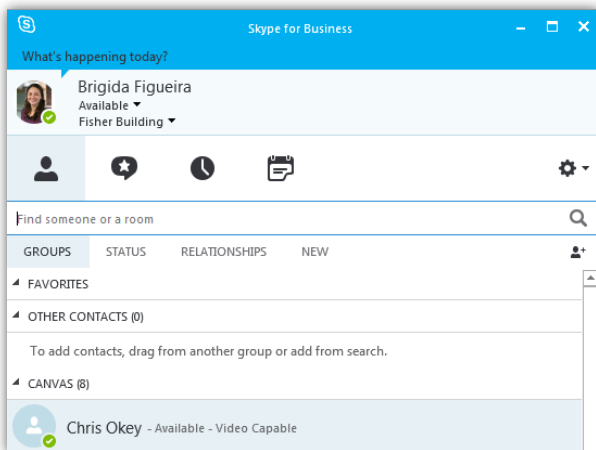 Skype for Business
What's happening today?
Brigida Figueira
Available
Fisher Building
Find someone or a room
GROUPS STATUS RELATIONSHIPS NEW
FAVORITES
OTHER CONTACTS (0)
To add contacts, drag from another group or add from search.
CANVAS (8)
Chris Okey - Available - Video Capable